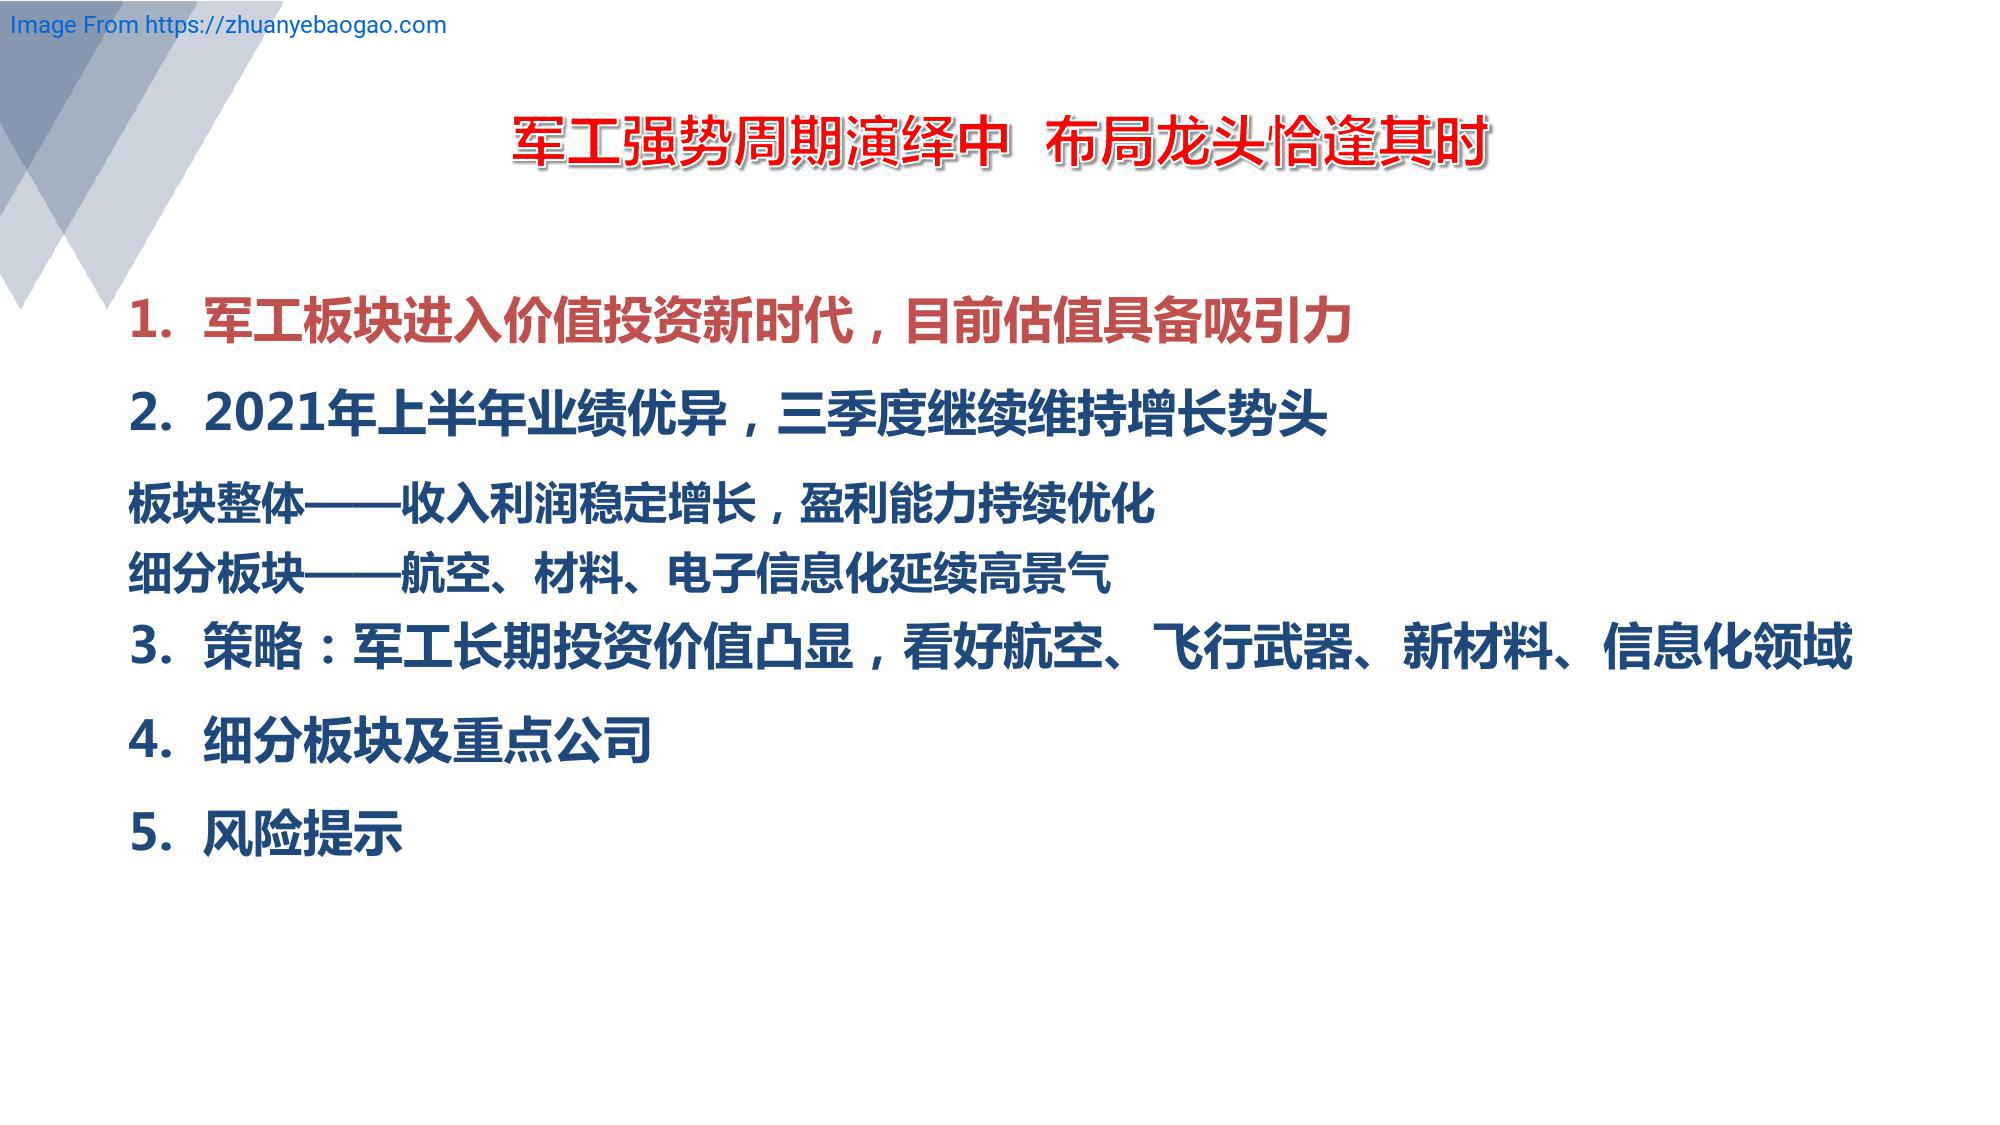 Image From https://zhuanyebaogao.com
军工强势周期演绎中 布局龙头恰逢其时
1. 军工板块进入价值投资新时代，目前估值具备吸引力
2. 2021年上半年业绩优异，三季度继续维持增长势头
板块整体——收入利润稳定增长，盈利能力持续优化
细分板块——航空、材料、电子信息化延续高景气
3. 策略：军工长期投资价值凸显，看好航空、飞行武器、新材料、信息化领域
4. 细分板块及重点公司
5. 风险提示